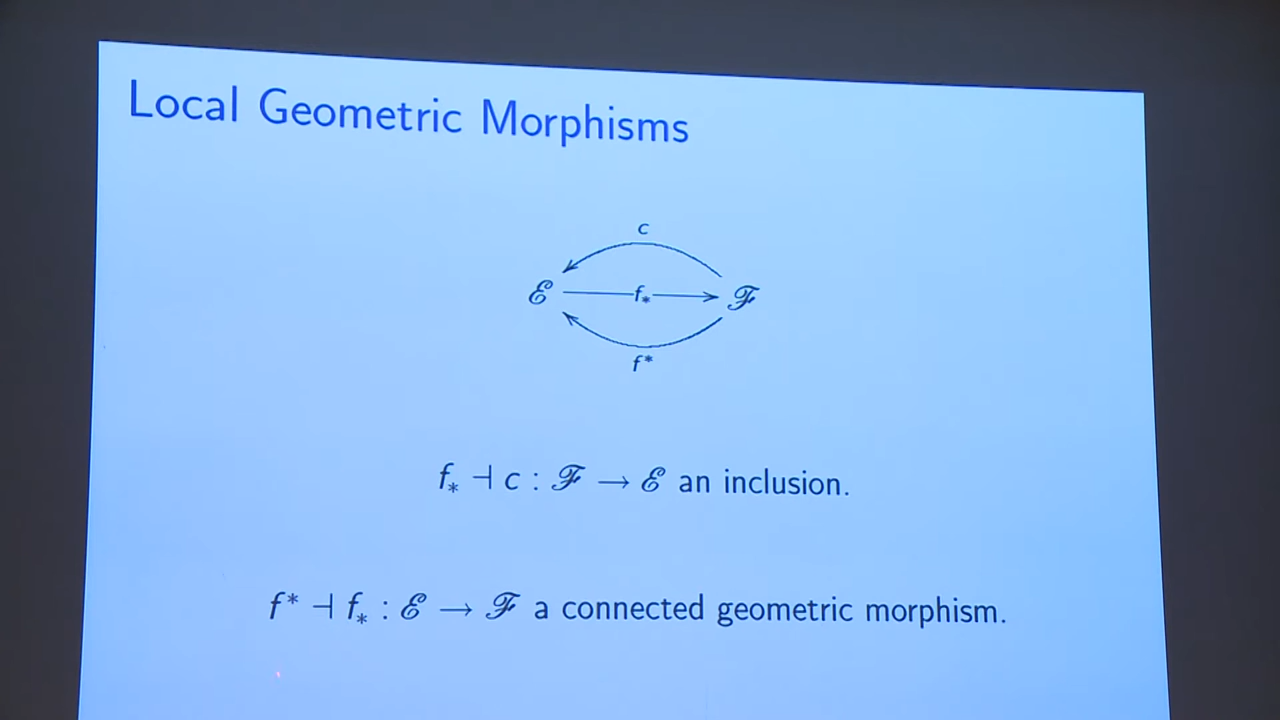 Local Geometric Morphisms
c
ℰ f* ℱ
f*
f* ⊣ c : ℱ → ℰ an inclusion.
f* ⊣ f* : ℰ → ℱ a connected geometric morphism.